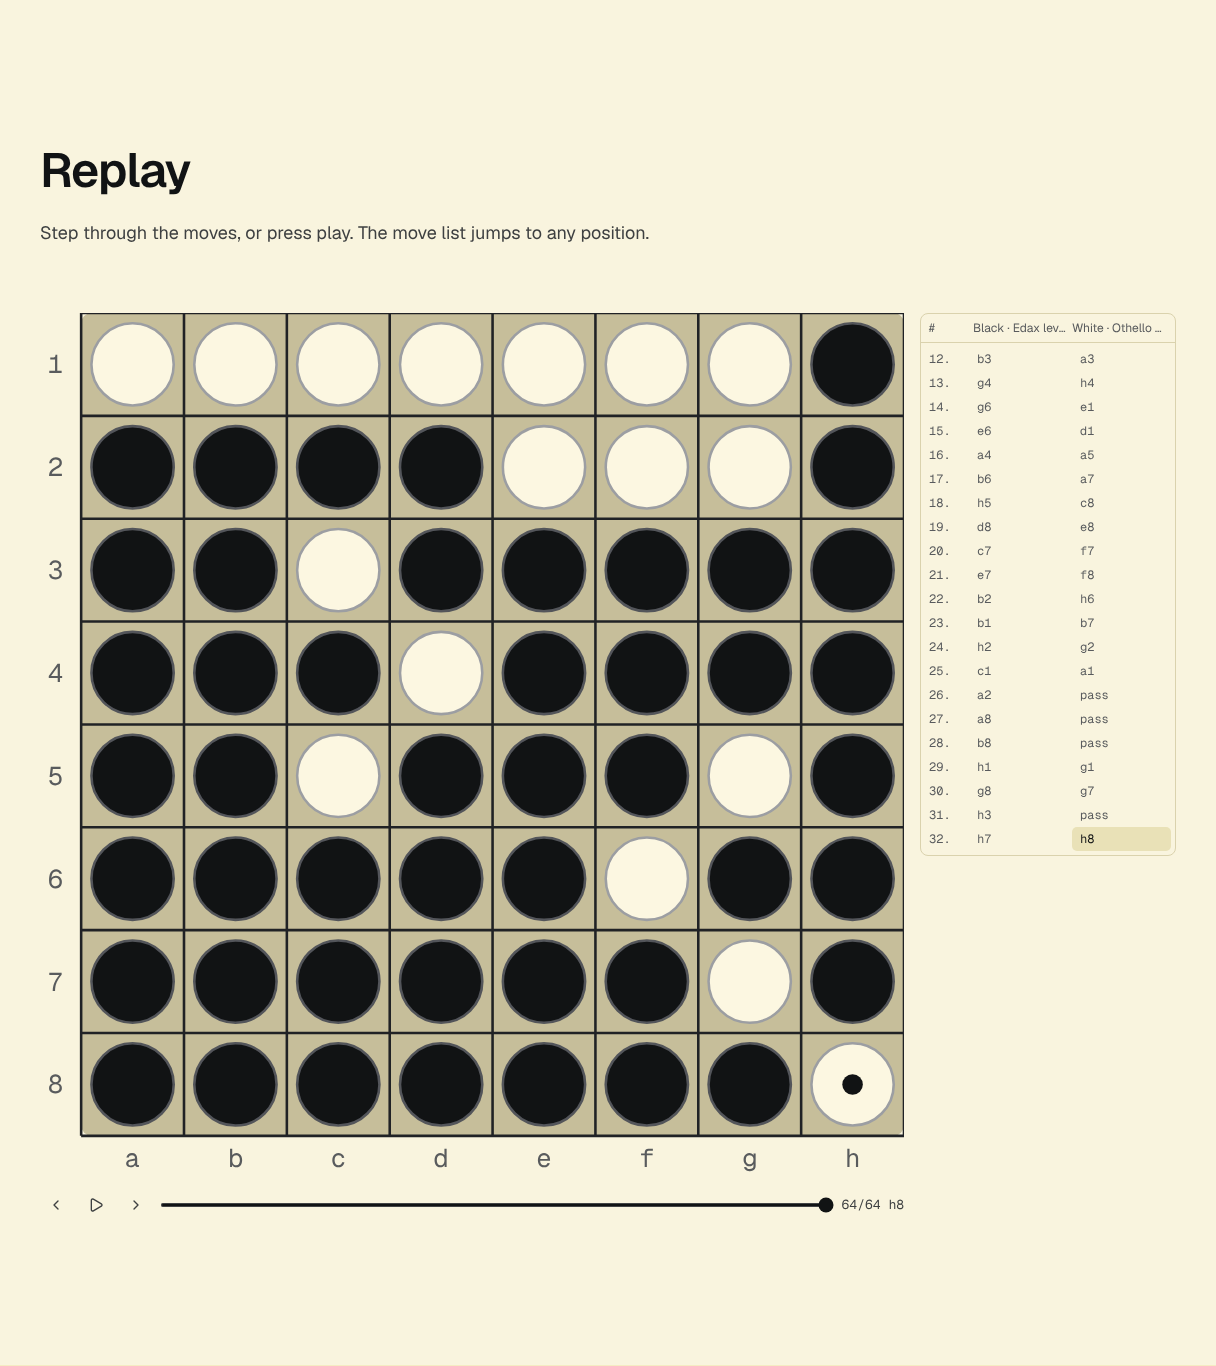 Replay
Step through the moves, or press play. The move list jumps to any position.
# Black · Edax lev… White · Othello …
1
12. b3 a3
13. g4 h4
14. g6 e1
15. e6 d1
2
16. a4 a5
17. b6 a7
18. h5 c8
19. d8 e8
20. c7 f7
3
21. e7 f8
22. b2 h6
23. b1 b7
24. h2 g2
4
25. c1 a1
26. a2 pass
27. a8 pass
28. b8 pass
5
29. h1 g1
30. g8 g7
31. h3 pass
32. h7 h8
6
7
8
a b c d e f g h
64/64 h8